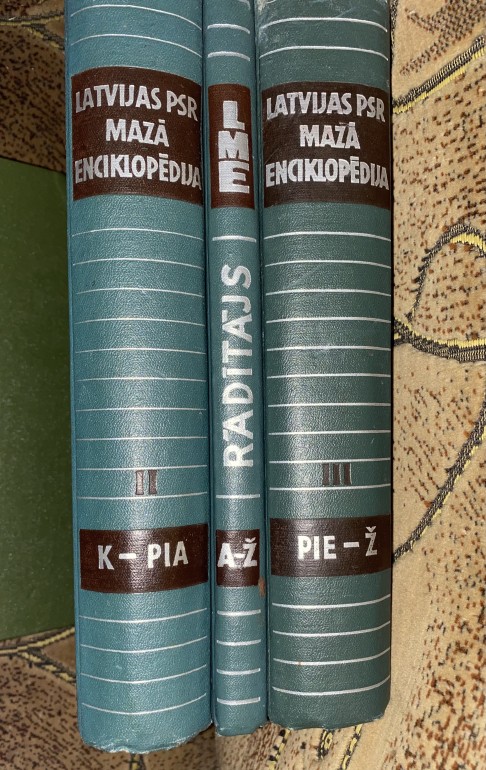 LATVIJAS PSR
MAZĀ
ENCIKLOPĒDIJA
II
K – PIA
LME
RĀDĪTĀJS
A-Ž
LATVIJAS PSR
MAZĀ
ENCIKLOPĒDIJA
III
PIE – Ž